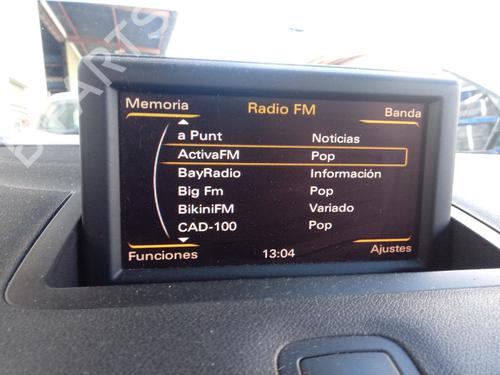 Memoria Radio FM Banda
a Punt Noticias
ActivaFM Pop
BayRadio Información
Big Fm Pop
BikiniFM Variado
CAD-100 Pop
Funciones 13:04 Ajustes